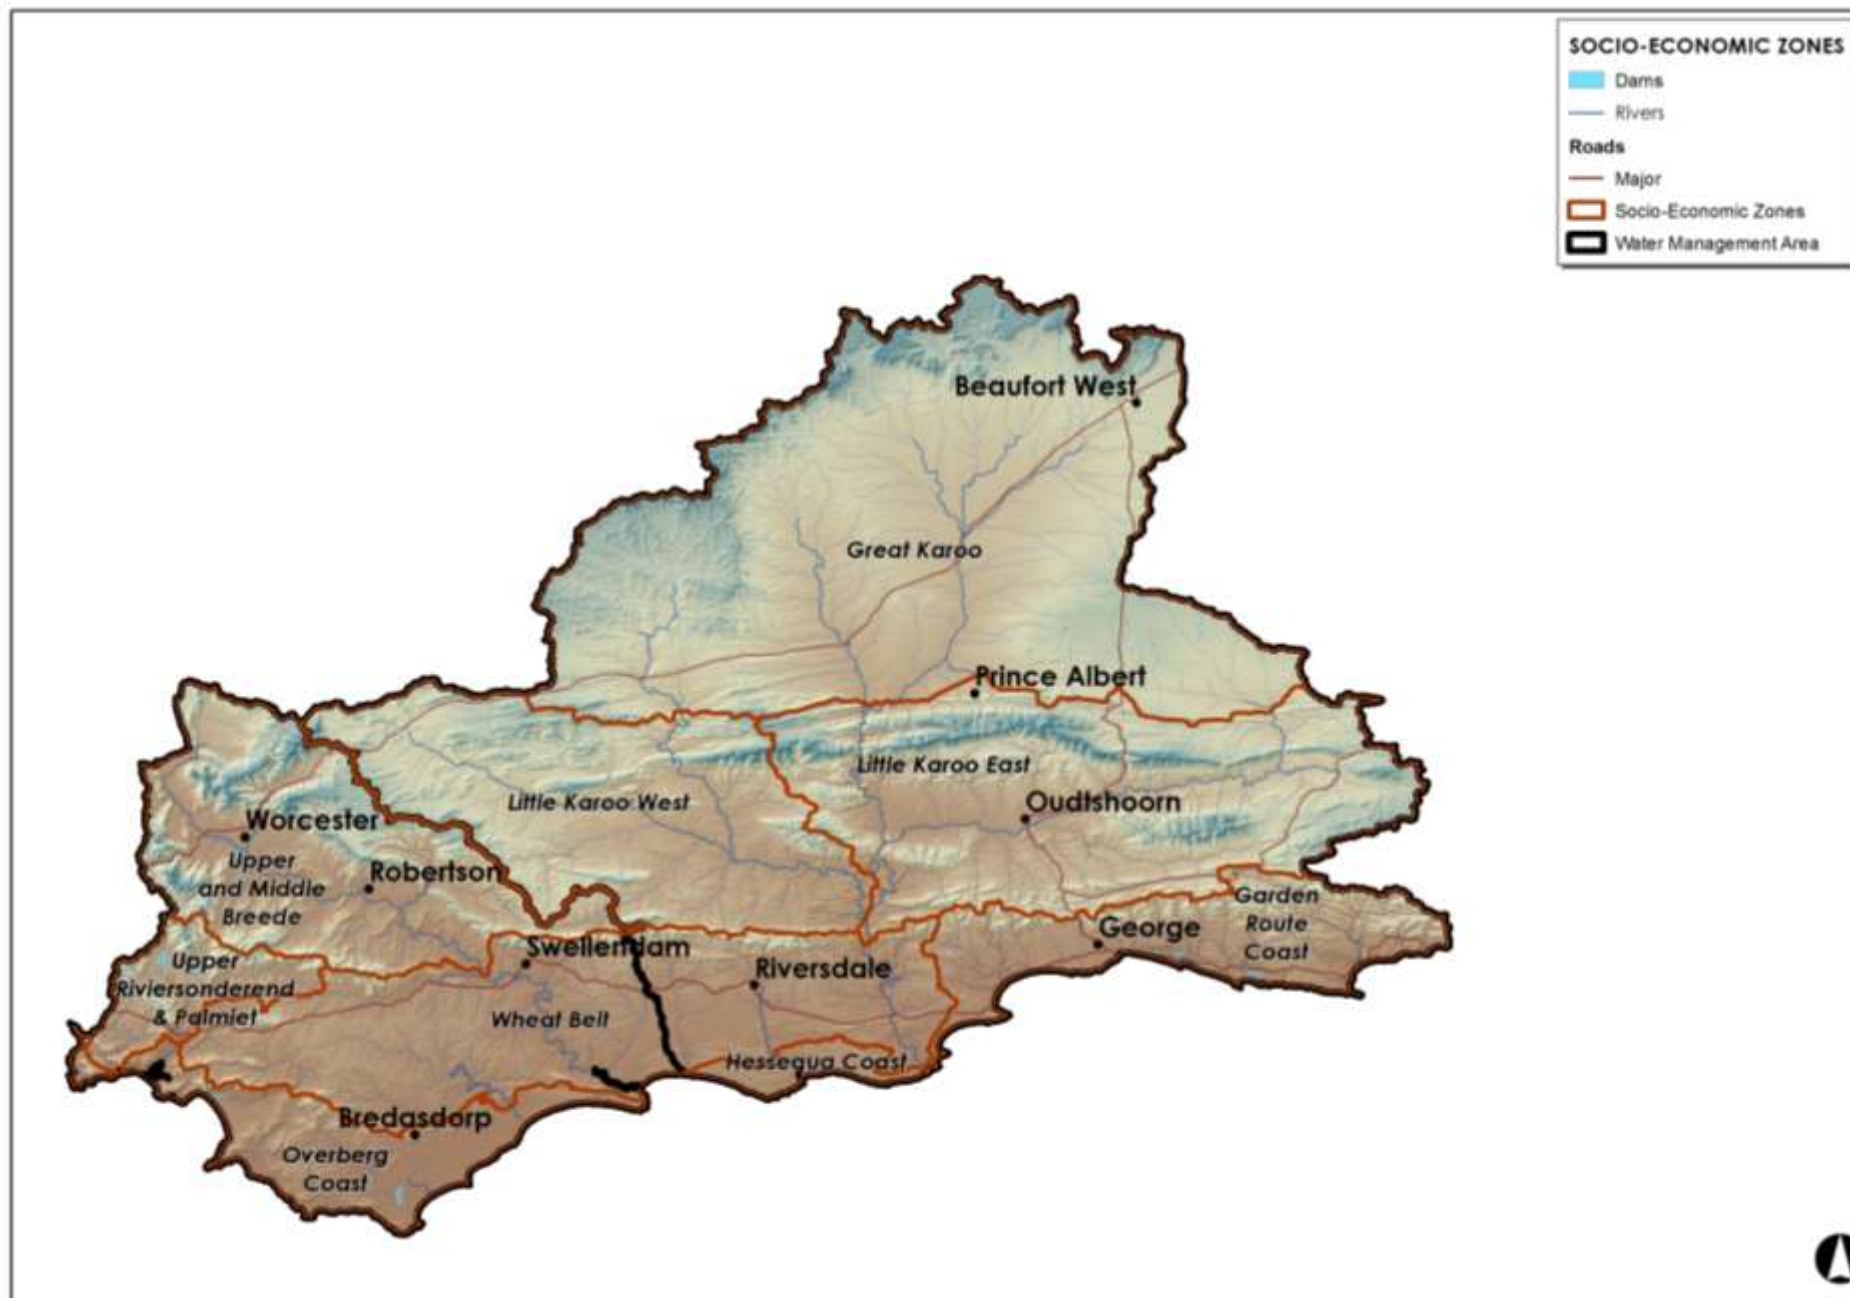 SOCIO-ECONOMIC ZONES
Dams
Rivers
Roads
Major
Socio-Economic Zones
Water Management Area
Beaufort West
Great Karoo
Prince Albert
Little Karoo East
Little Karoo West
Oudtshoorn
Worcester
Upper
and Middle
Breede
Robertson
Garden
Route
Coast
George
Swellendam
Upper
Riviersonderend
& Palmiet
Riversdale
Wheat Belt
Hessequa Coast
Bredasdorp
Overberg
Coast